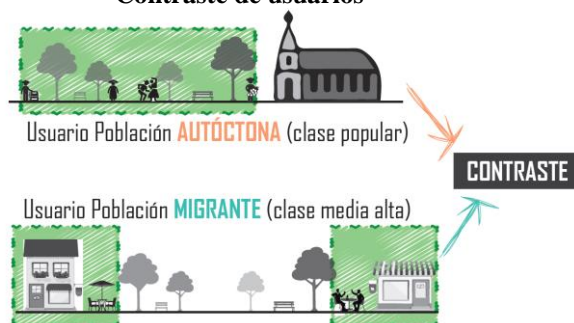 Contraste de usuarios
Usuario Población AUTÓCTONA (clase popular)
CONTRASTE
Usuario Población MIGRANTE (clase media alta)